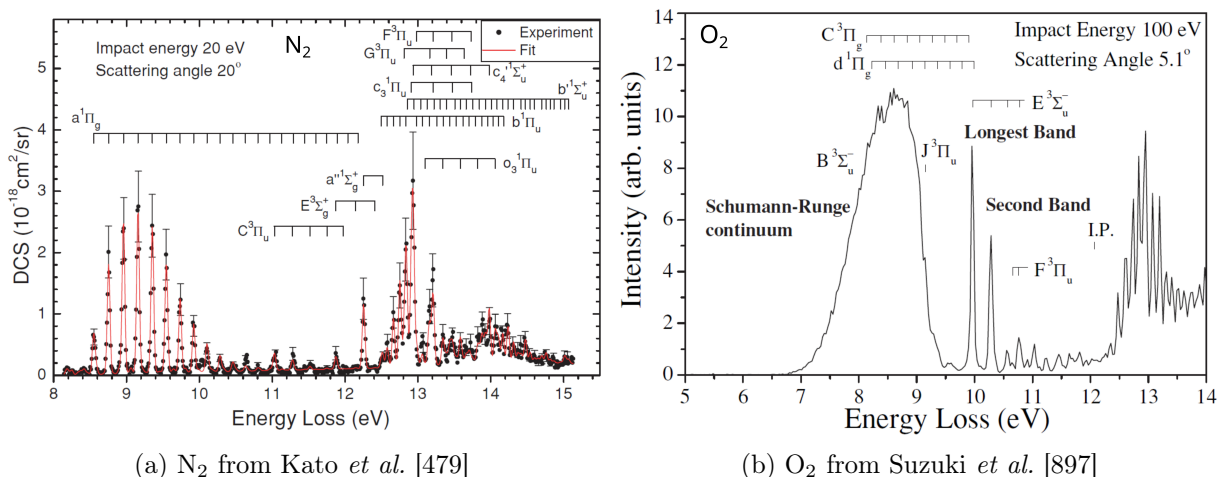 N₂
Impact energy 20 eV
Scattering angle 20°
Experiment
Fit
F³Πᵤ
G³Πᵤ
c₄'¹Σᵤ⁺
c₃¹Πᵤ
b'¹Σᵤ⁺
b¹Πᵤ
a¹Π_g
o₃¹Πᵤ
a''¹Σ_g⁺
E³Σ_g⁺
C³Πᵤ
DCS (10⁻¹⁸cm²/sr)
5
4
3
2
1
0
8 9 10 11 12 13 14 15
Energy Loss (eV)
(a) N₂ from Kato et al. [479]
O₂
C³Π_g
d¹Π_g
Impact Energy 100 eV
Scattering Angle 5.1°
E³Σᵤ⁻
Longest Band
B³Σᵤ⁻
J³Πᵤ
Schumann-Runge
continuum
Second Band
I.P.
F³Πᵤ
Intensity (arb. units)
14
12
10
8
6
4
2
0
5 6 7 8 9 10 11 12 13 14
Energy Loss (eV)
(b) O₂ from Suzuki et al. [897]